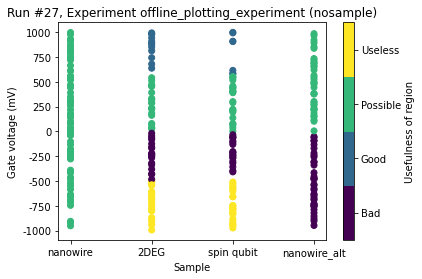 Run #27, Experiment offline_plotting_experiment (nosample)
1000
750
500
250
0
-250
-500
-750
-1000
Gate voltage (mV)
nanowire
2DEG
spin qubit
nanowire_alt
Sample
Useless
Possible
Good
Bad
Usefulness of region